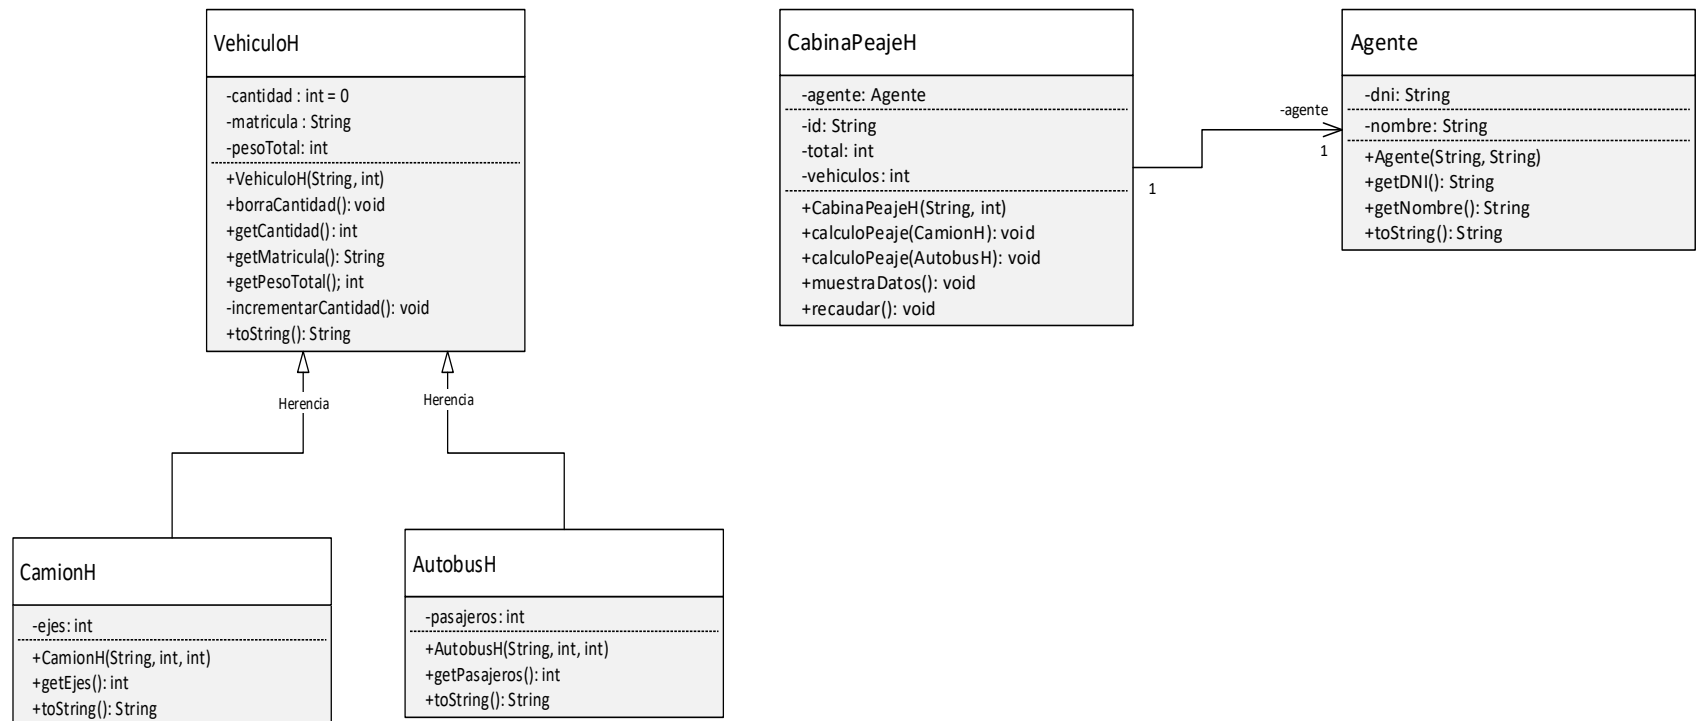 VehiculoH
-cantidad : int = 0
-matricula : String
-pesoTotal: int
+VehiculoH(String, int)
+borraCantidad(): void
+getCantidad(): int
+getMatricula(): String
+getPesoTotal(); int
-incrementarCantidad(): void
+toString(): String
CabinaPeajeH
-agente: Agente
-id: String
-total: int
-vehiculos: int
+CabinaPeajeH(String, int)
+calculoPeaje(CamionH): void
+calculoPeaje(AutobusH): void
+muestraDatos(): void
+recaudar(): void
-agente
1
1
Agente
-dni: String
-nombre: String
+Agente(String, String)
+getDNI(): String
+getNombre(): String
+toString(): String
Herencia
Herencia
CamionH
-ejes: int
+CamionH(String, int, int)
+getEjes(): int
+toString(): String
AutobusH
-pasajeros: int
+AutobusH(String, int, int)
+getPasajeros(): int
+toString(): String